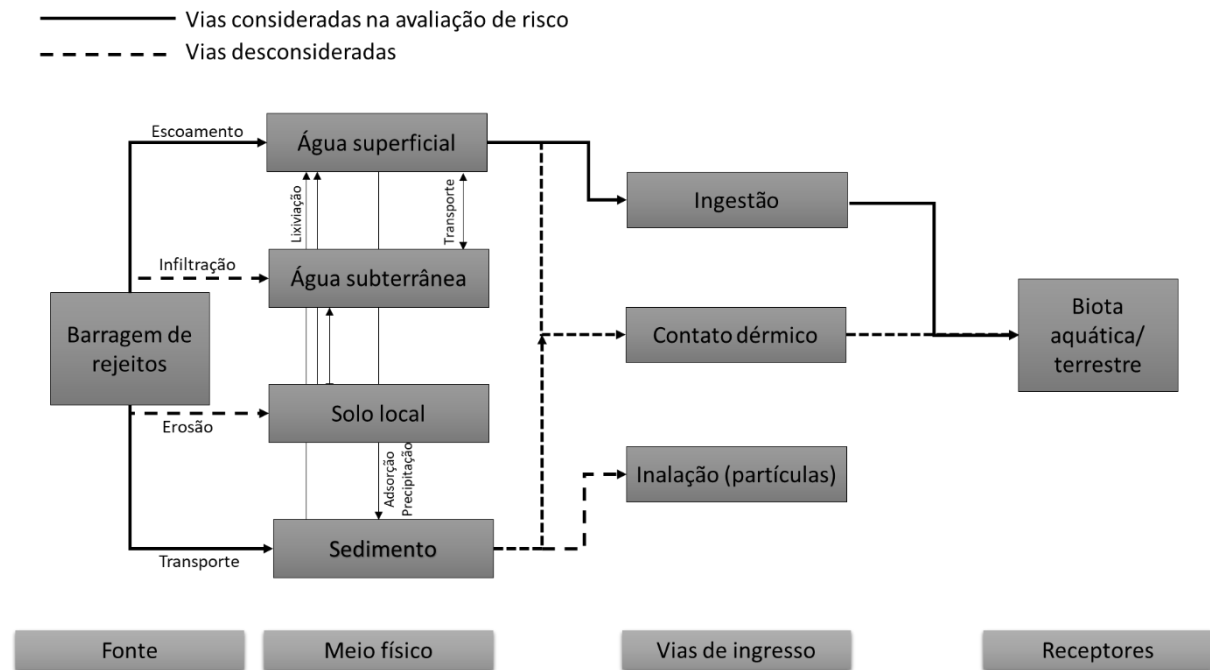 Vias consideradas na avaliação de risco
Vias desconsideradas
Escoamento
Água superficial
Lixiviação
Transporte
Ingestão
Infiltração
Água subterrânea
Barragem de
rejeitos
Contato dérmico
Biota
aquática/
terrestre
Erosão
Solo local
Adsorção
Precipitação
Inalação (partículas)
Transporte
Sedimento
Fonte
Meio físico
Vias de ingresso
Receptores